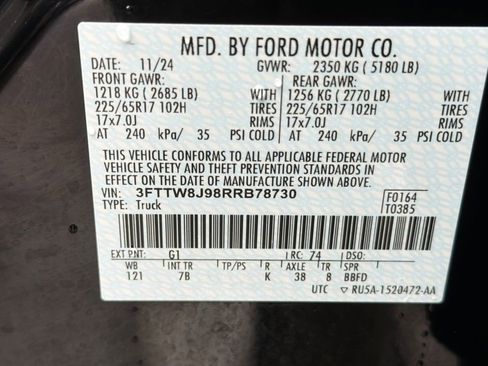 MFD. BY FORD MOTOR CO.
DATE: 11/24 GVWR: 2350 KG ( 5180 LB)
FRONT GAWR: REAR GAWR:
1218 KG ( 2685 LB) WITH 1256 KG ( 2770 LB) WITH
225/65R17 102H TIRES 225/65R17 102H TIRES
17x7.0J RIMS 17x7.0J RIMS
AT 240 kPa/ 35 PSI COLD AT 240 kPa/ 35 PSI COLD
THIS VEHICLE CONFORMS TO ALL APPLICABLE FEDERAL MOTOR
VEHICLE SAFETY AND THEFT PREVENTION STANDARDS IN
EFFECT ON THE DATE OF MANUFACTURE SHOWN ABOVE.
VIN: 3FTTW8J98RRB78730 F0164
TYPE: Truck T0385
EXT PNT: G1 RC: 74 DSO:
WB INT TR TP/PS R AXLE TR SPR
121 7B K 38 8 BBFD
UTC ▽ RU5A-1520472-AA